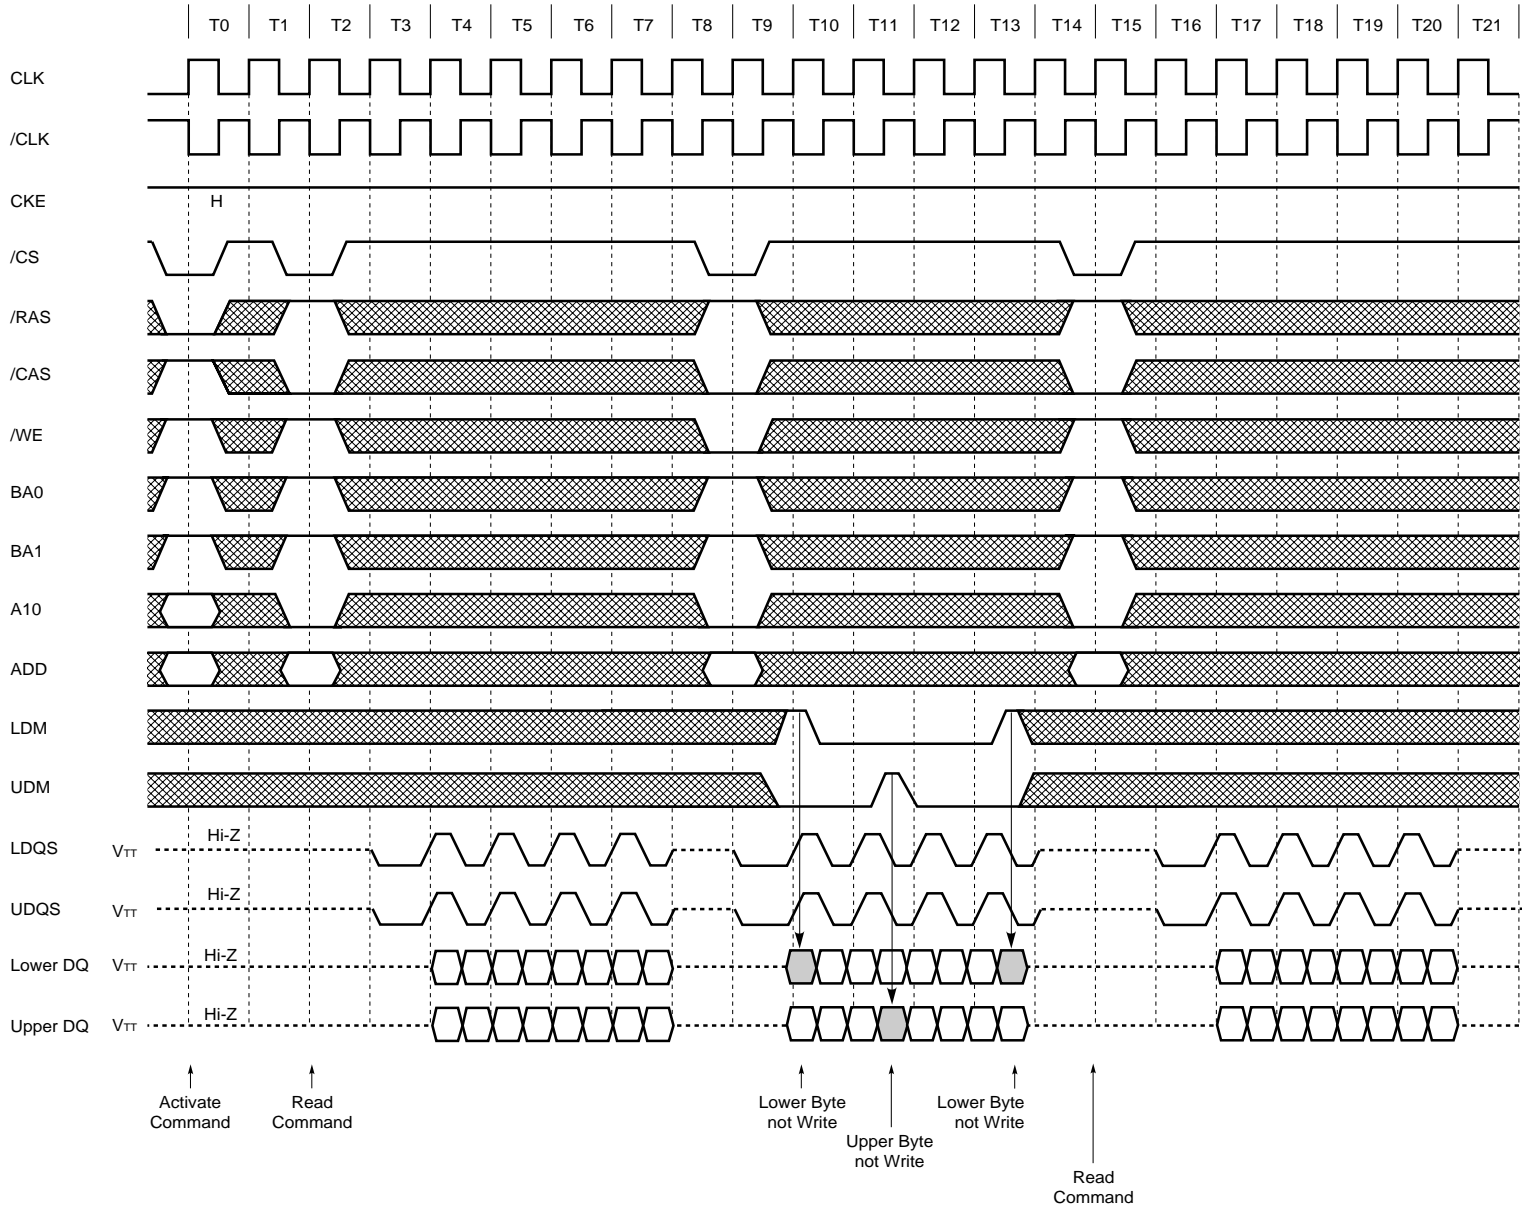 T0 T1 T2 T3 T4 T5 T6 T7 T8 T9 T10 T11 T12 T13 T14 T15 T16 T17 T18 T19 T20 T21
CLK
/CLK
CKE H
/CS
/RAS
/CAS
/WE
BA0
BA1
A10
ADD
LDM
UDM
LDQS VTT Hi-Z
UDQS VTT Hi-Z
Lower DQ VTT Hi-Z
Upper DQ VTT Hi-Z
Activate
Command
Read
Command
Lower Byte
not Write
Upper Byte
not Write
Lower Byte
not Write
Read
Command